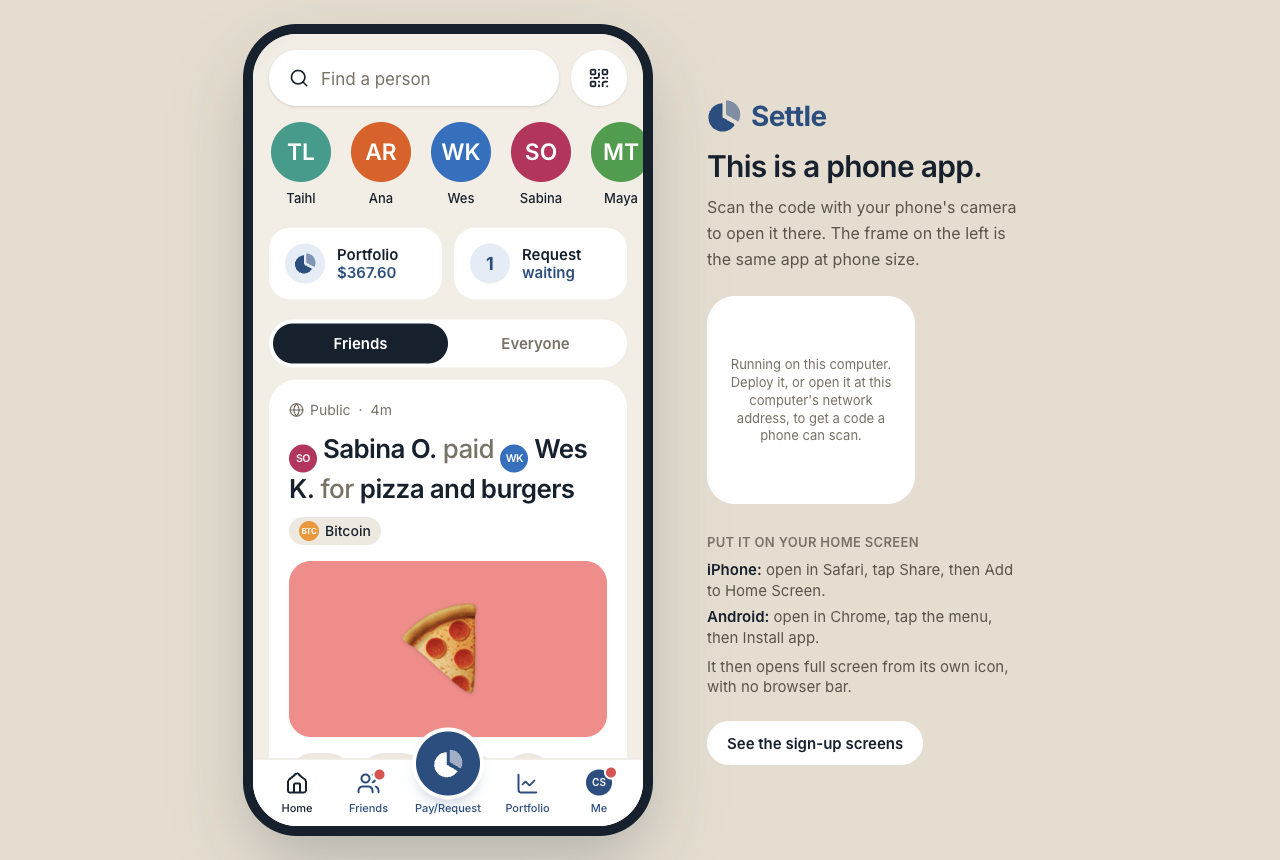 Find a person
TL
AR
WK
SO
MT
Taihl
Ana
Wes
Sabina
Maya
Portfolio
$367.60
1
Request
waiting
Friends
Everyone
Public · 4m
SO Sabina O. paid WK Wes
K. for pizza and burgers
BTC Bitcoin
Home
Friends
Pay/Request
Portfolio
CS
Me
Settle
This is a phone app.
Scan the code with your phone's camera
to open it there. The frame on the left is
the same app at phone size.
Running on this computer.
Deploy it, or open it at this
computer's network
address, to get a code a
phone can scan.
PUT IT ON YOUR HOME SCREEN
iPhone: open in Safari, tap Share, then Add
to Home Screen.
Android: open in Chrome, tap the menu,
then Install app.
It then opens full screen from its own icon,
with no browser bar.
See the sign-up screens